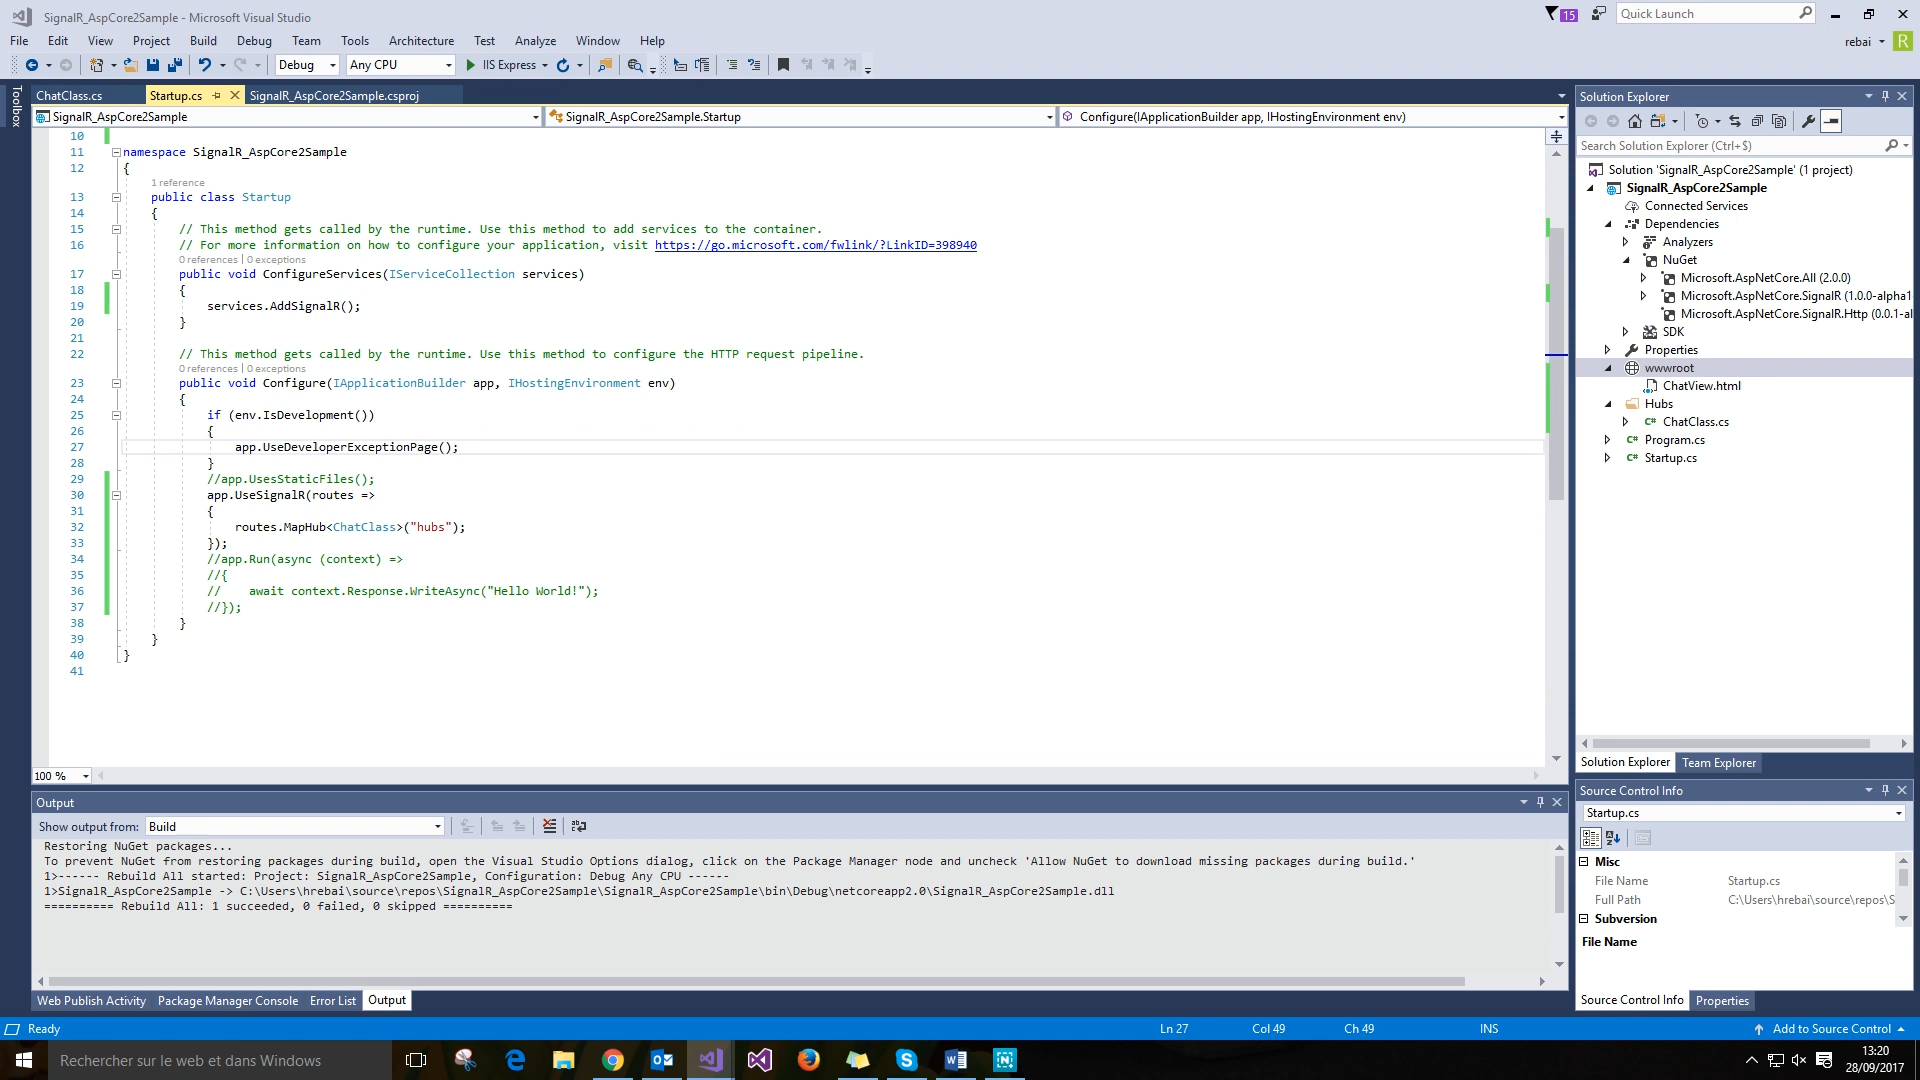 SignalR_AspCore2Sample - Microsoft Visual Studio
15
Quick Launch
File Edit View Project Build Debug Team Tools Architecture Test Analyze Window Help
rebai R
Debug Any CPU IIS Express
Toolbox
ChatClass.cs Startup.cs SignalR_AspCore2Sample.csproj
SignalR_AspCore2Sample SignalR_AspCore2Sample.Startup Configure(IApplicationBuilder app, IHostingEnvironment env)
10
11 namespace SignalR_AspCore2Sample
12 {
1 reference
13 public class Startup
14 {
15 // This method gets called by the runtime. Use this method to add services to the container.
16 // For more information on how to configure your application, visit https://go.microsoft.com/fwlink/?LinkID=398940
0 references | 0 exceptions
17 public void ConfigureServices(IServiceCollection services)
18 {
19 services.AddSignalR();
20 }
21
22 // This method gets called by the runtime. Use this method to configure the HTTP request pipeline.
0 references | 0 exceptions
23 public void Configure(IApplicationBuilder app, IHostingEnvironment env)
24 {
25 if (env.IsDevelopment())
26 {
27 app.UseDeveloperExceptionPage();
28 }
29 //app.UsesStaticFiles();
30 app.UseSignalR(routes =>
31 {
32 routes.MapHub<ChatClass>("hubs");
33 });
34 //app.Run(async (context) =>
35 //{
36 // await context.Response.WriteAsync("Hello World!");
37 //});
38 }
39 }
40 }
41
100 %
Solution Explorer
Search Solution Explorer (Ctrl+$)
Solution 'SignalR_AspCore2Sample' (1 project)
SignalR_AspCore2Sample
Connected Services
Dependencies
Analyzers
NuGet
Microsoft.AspNetCore.All (2.0.0)
Microsoft.AspNetCore.SignalR (1.0.0-alpha1
Microsoft.AspNetCore.SignalR.Http (0.0.1-al
SDK
Properties
wwwroot
ChatView.html
Hubs
C# ChatClass.cs
C# Program.cs
C# Startup.cs
Solution Explorer Team Explorer
Output
Show output from: Build
Restoring NuGet packages...
To prevent NuGet from restoring packages during build, open the Visual Studio Options dialog, click on the Package Manager node and uncheck 'Allow NuGet to download missing packages during build.'
1>------ Rebuild All started: Project: SignalR_AspCore2Sample, Configuration: Debug Any CPU ------
1>SignalR_AspCore2Sample -> C:\Users\hrebai\source\repos\SignalR_AspCore2Sample\SignalR_AspCore2Sample\bin\Debug\netcoreapp2.0\SignalR_AspCore2Sample.dll
========== Rebuild All: 1 succeeded, 0 failed, 0 skipped ==========
Web Publish Activity Package Manager Console Error List Output
Source Control Info
Startup.cs
Misc
File Name Startup.cs
Full Path C:\Users\hrebai\source\repos\S
Subversion
File Name
Source Control Info Properties
Ready Ln 27 Col 49 Ch 49 INS Add to Source Control
Rechercher sur le web et dans Windows
13:20
28/09/2017